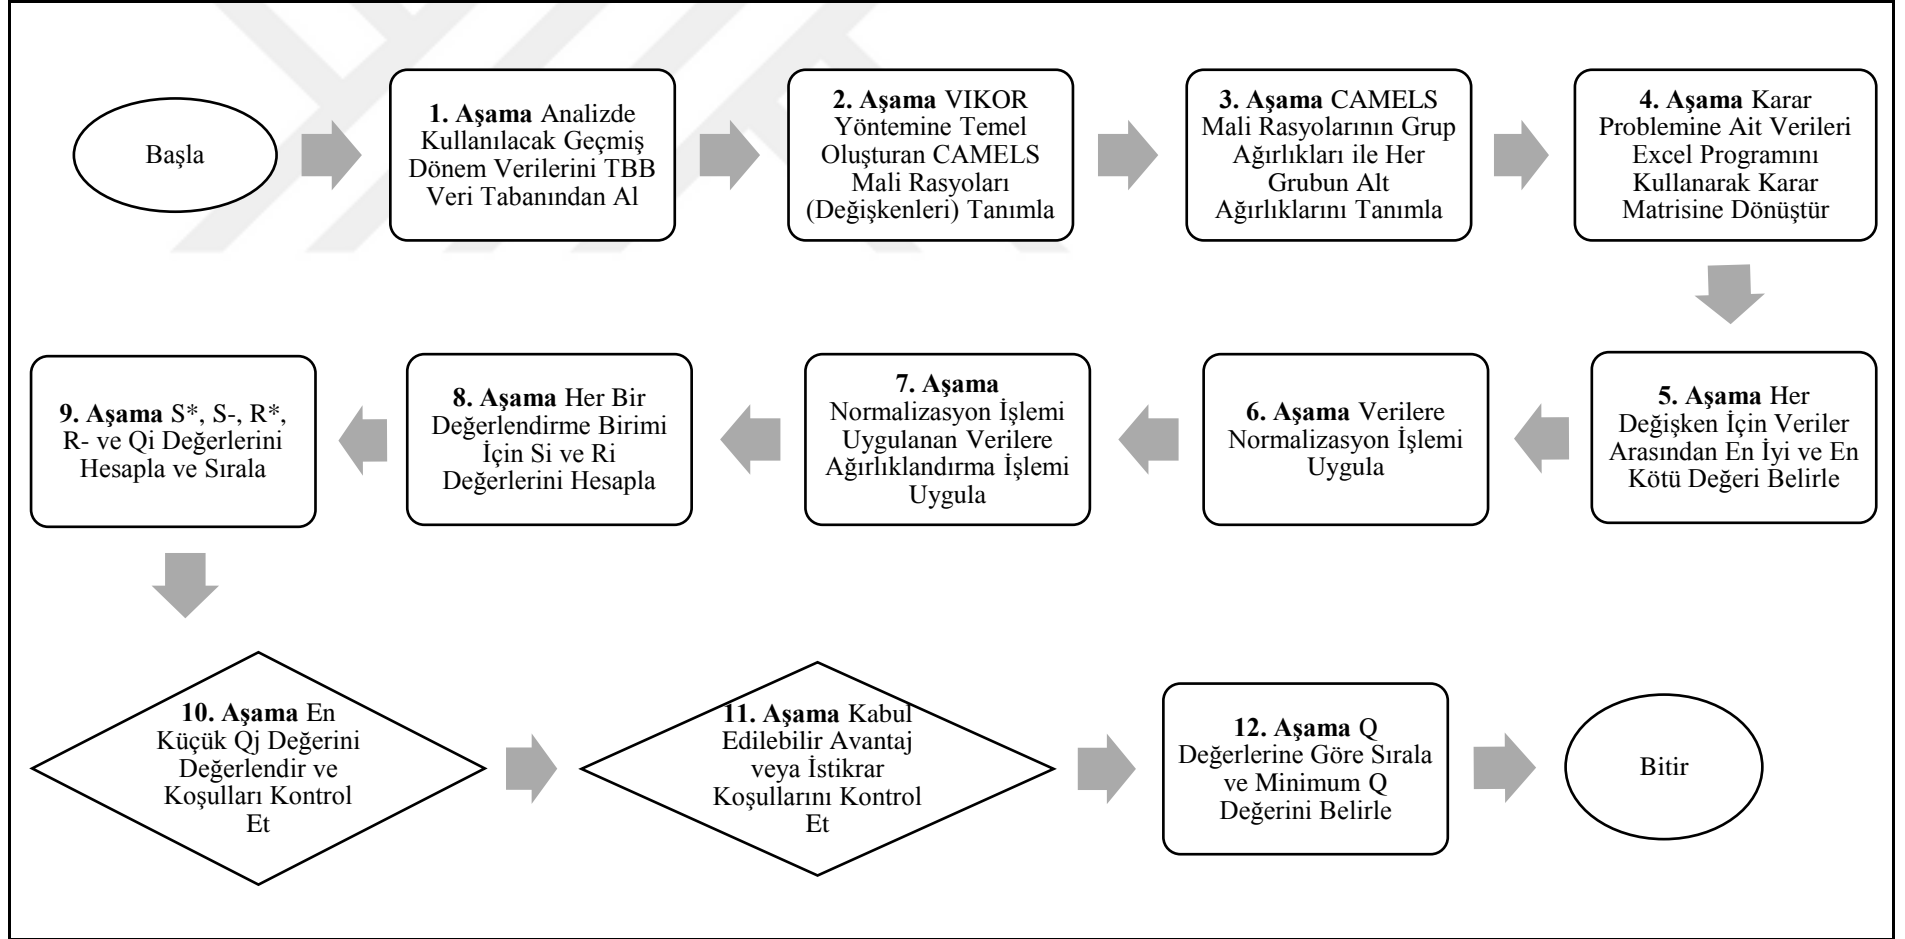 Başla
1. Aşama Analizde
Kullanılacak Geçmiş
Dönem Verilerini TBB
Veri Tabanından Al
2. Aşama VIKOR
Yöntemine Temel
Oluşturan CAMELS
Mali Rasyoları
(Değişkenleri) Tanımla
3. Aşama CAMELS
Mali Rasyolarının Grup
Ağırlıkları ile Her
Grubun Alt
Ağırlıklarını Tanımla
4. Aşama Karar
Problemine Ait Verileri
Excel Programını
Kullanarak Karar
Matrisine Dönüştür
5. Aşama Her
Değişken İçin Veriler
Arasından En İyi ve En
Kötü Değeri Belirle
6. Aşama Verilere
Normalizasyon İşlemi
Uygula
7. Aşama
Normalizasyon İşlemi
Uygulanan Verilere
Ağırlıklandırma İşlemi
Uygula
8. Aşama Her Bir
Değerlendirme Birimi
İçin Si ve Ri
Değerlerini Hesapla
9. Aşama S*, S-, R*,
R- ve Qi Değerlerini
Hesapla ve Sırala
10. Aşama En
Küçük Qj Değerini
Değerlendir ve
Koşulları Kontrol
Et
11. Aşama Kabul
Edilebilir Avantaj
veya İstikrar
Koşullarını Kontrol
Et
12. Aşama Q
Değerlerine Göre Sırala
ve Minimum Q
Değerini Belirle
Bitir